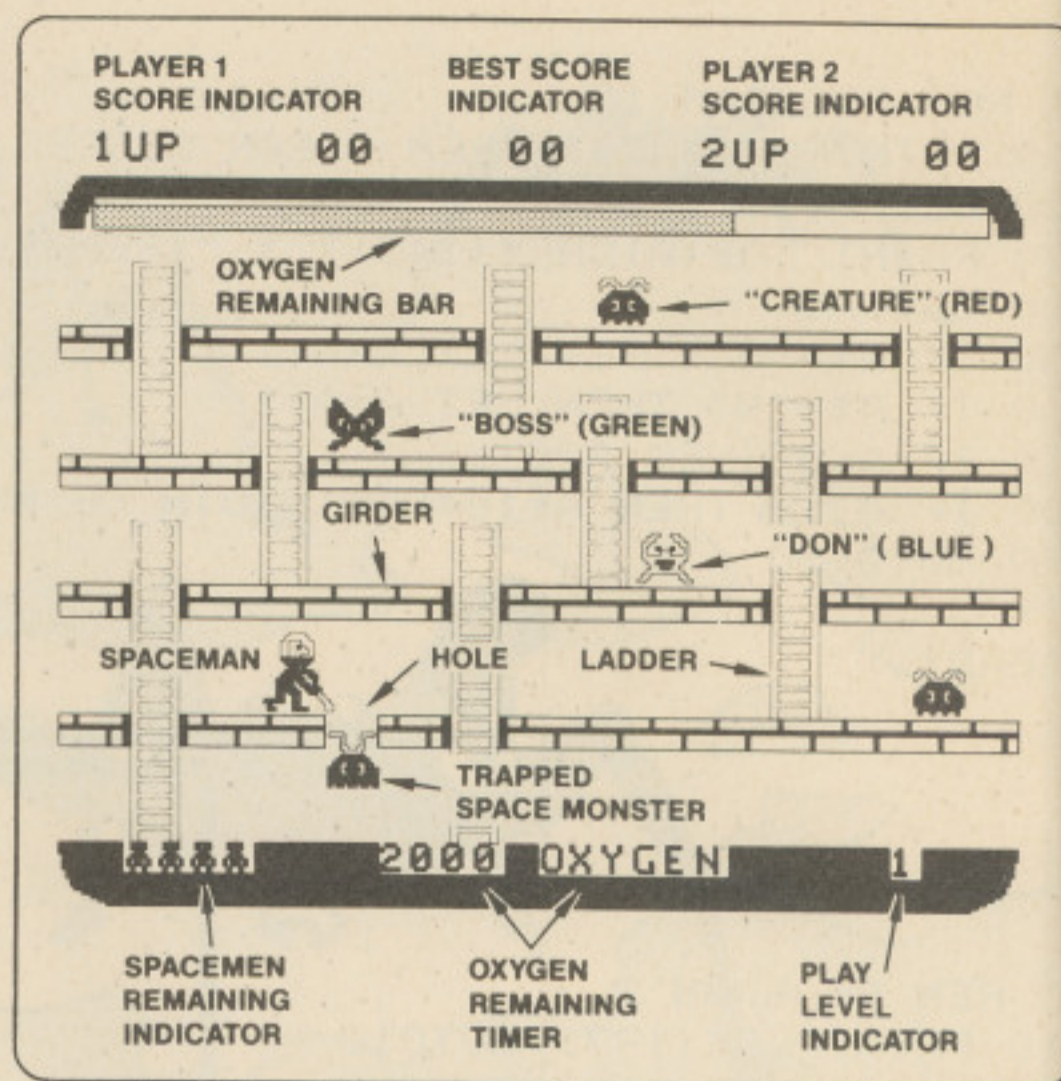 PLAYER 1
SCORE INDICATOR
BEST SCORE
INDICATOR
PLAYER 2
SCORE INDICATOR
1UP 00 00 2UP 00
OXYGEN
REMAINING BAR
"CREATURE" (RED)
"BOSS" (GREEN)
GIRDER
"DON" ( BLUE )
SPACEMAN
HOLE
LADDER
TRAPPED
SPACE MONSTER
2000 OXYGEN 1
SPACEMEN
REMAINING
INDICATOR
OXYGEN
REMAINING
TIMER
PLAY
LEVEL
INDICATOR